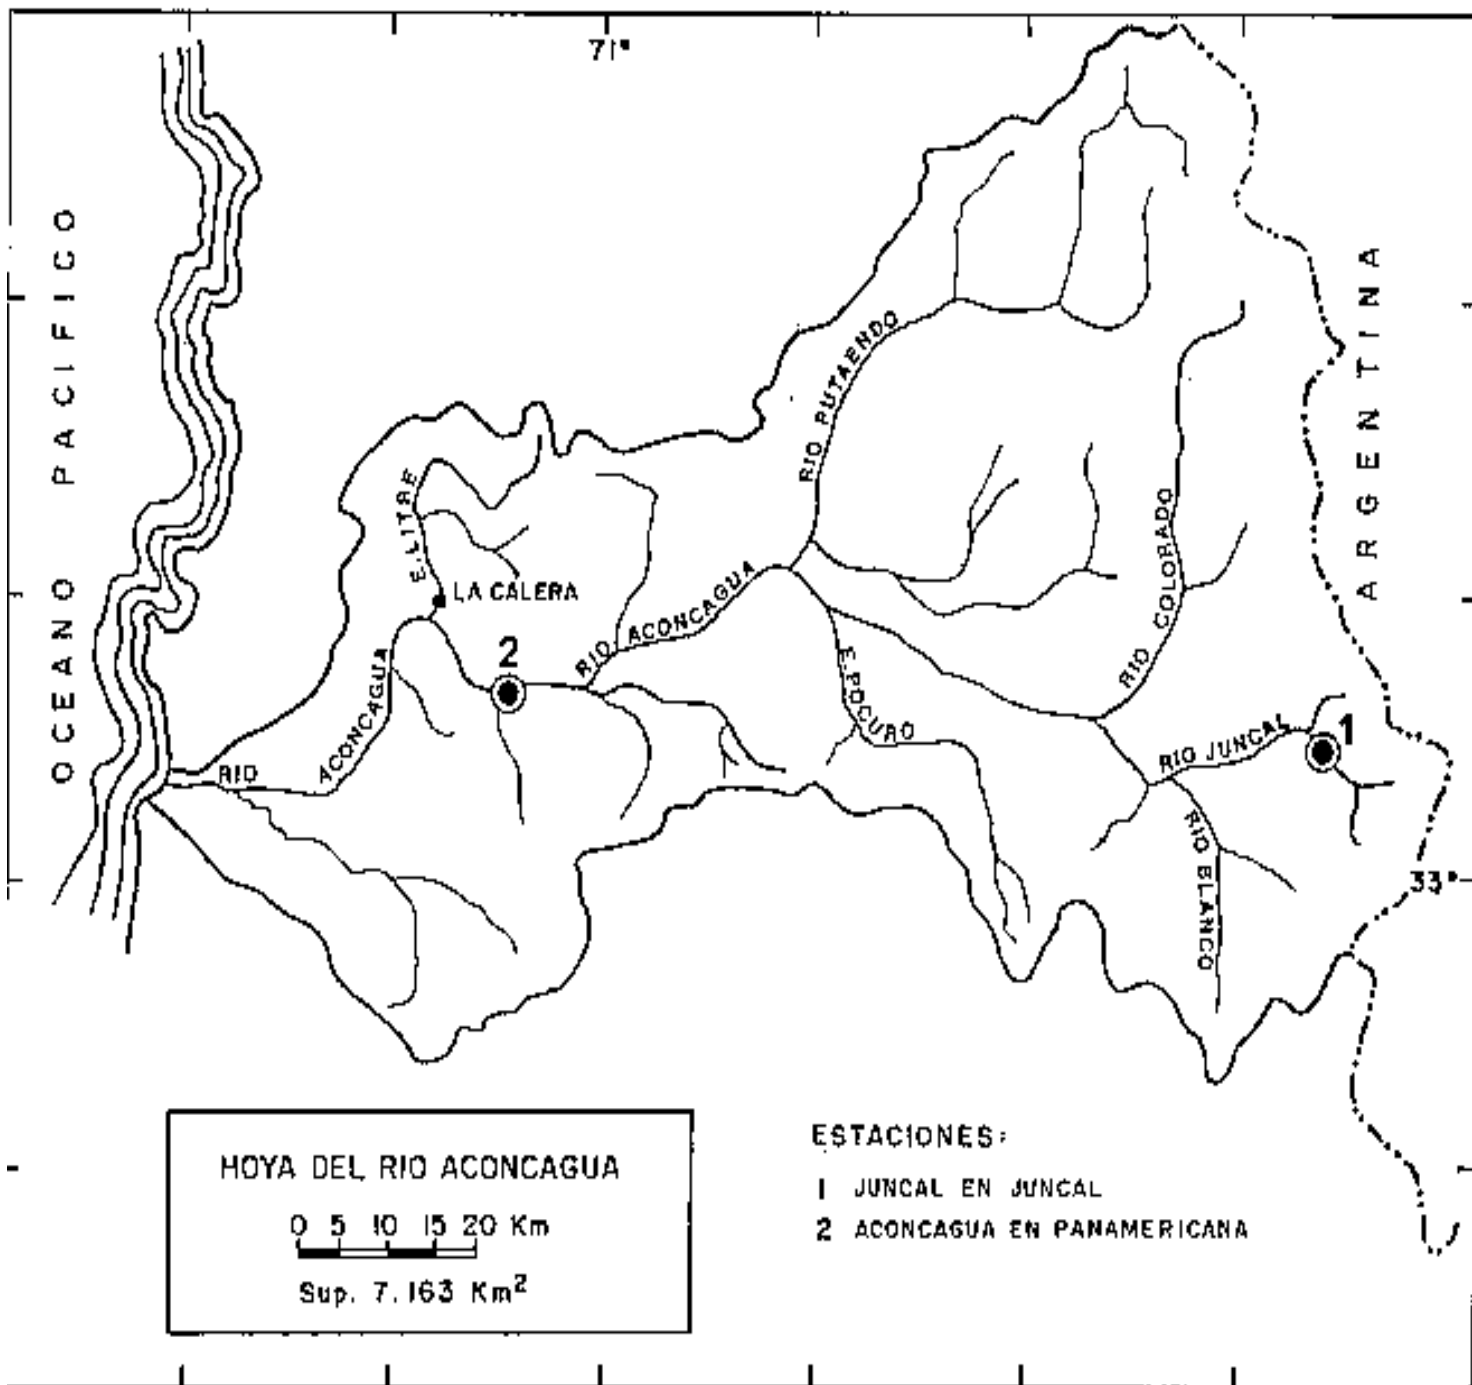 71°
OCEANO PACIFICO
ARGENTINA
RIO PUTAENDO
E. LITRE
LA CALERA
RIO ACONCAGUA
RIO COLORADO
2
E. POCURO
RIO ACONCAGUA
RIO JUNCAL
1
RIO BLANCO
33°
HOYA DEL RIO ACONCAGUA
0 5 10 15 20 Km
Sup. 7.163 Km²
ESTACIONES:
1 JUNCAL EN JUNCAL
2 ACONCAGUA EN PANAMERICANA